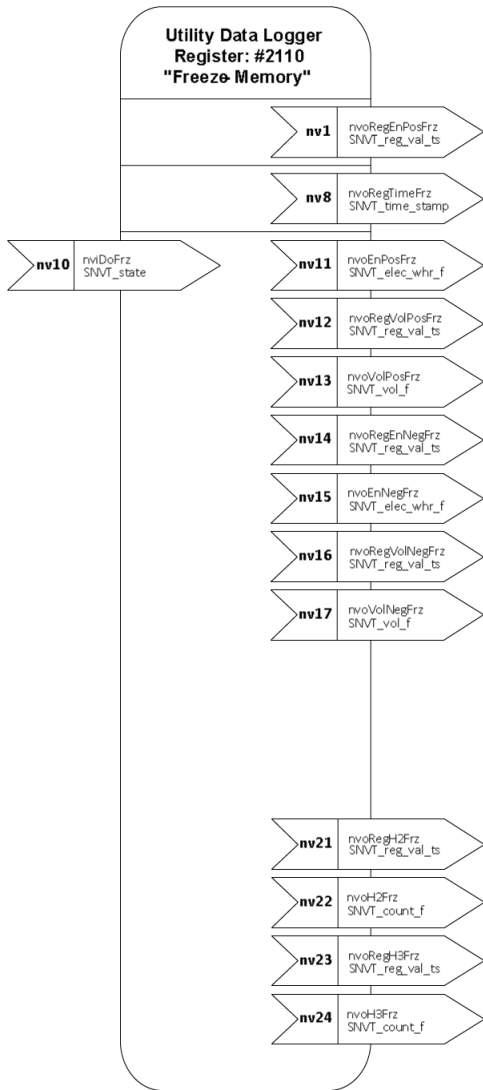 Utility Data Logger
Register: #2110
"Freeze Memory"
nv1
nvoRegEnPosFrz
SNVT_reg_val_ts
nv8
nvoRegTimeFrz
SNVT_time_stamp
nv10
nviDoFrz
SNVT_state
nv11
nvoEnPosFrz
SNVT_elec_whr_f
nv12
nvoRegVolPosFrz
SNVT_reg_val_ts
nv13
nvoVolPosFrz
SNVT_vol_f
nv14
nvoRegEnNegFrz
SNVT_reg_val_ts
nv15
nvoEnNegFrz
SNVT_elec_whr_f
nv16
nvoRegVolNegFrz
SNVT_reg_val_ts
nv17
nvoVolNegFrz
SNVT_vol_f
nv21
nvoRegH2Frz
SNVT_reg_val_ts
nv22
nvoH2Frz
SNVT_count_f
nv23
nvoRegH3Frz
SNVT_reg_val_ts
nv24
nvoH3Frz
SNVT_count_f